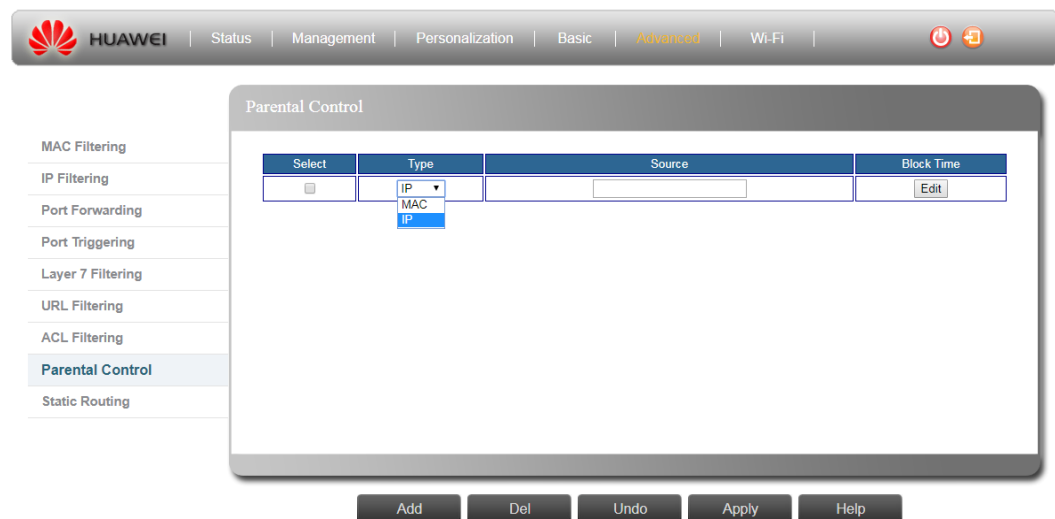 HUAWEI | Status | Management | Personalization | Basic | Advanced | Wi-Fi |
Parental Control
MAC Filtering
IP Filtering
Port Forwarding
Port Triggering
Layer 7 Filtering
URL Filtering
ACL Filtering
Parental Control
Static Routing
Select Type Source Block Time
IP Edit
MAC
IP
Add Del Undo Apply Help